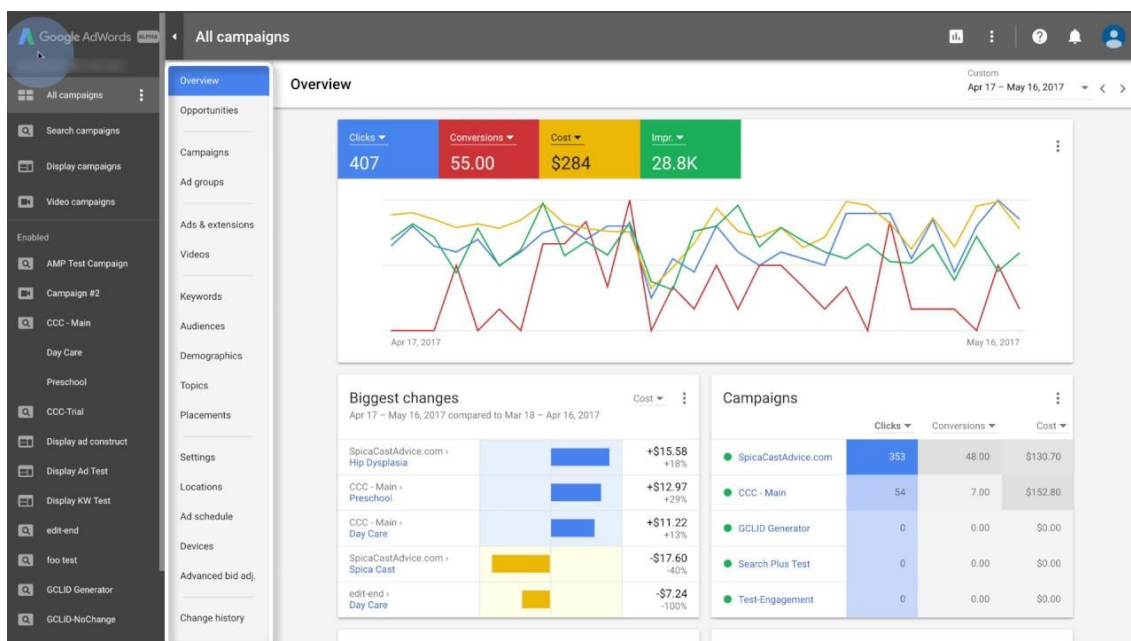 Google AdWords ALPHA
All campaigns
Search campaigns
Display campaigns
Video campaigns
Enabled
AMP Test Campaign
Campaign #2
CCC - Main
Day Care
Preschool
CCC-Trial
Display ad construct
Display Ad Test
Display KW Test
edit-end
foo test
GCLID Generator
GCLID-NoChange
All campaigns
Overview
Opportunities
Campaigns
Ad groups
Ads & extensions
Videos
Keywords
Audiences
Demographics
Topics
Placements
Settings
Locations
Ad schedule
Devices
Advanced bid adj.
Change history
Overview
Custom
Apr 17 – May 16, 2017
Clicks Conversions Cost Impr.
407 55.00 $284 28.8K
Apr 17, 2017 May 16, 2017
Biggest changes Cost
Apr 17 – May 16, 2017 compared to Mar 18 – Apr 16, 2017
SpicaCastAdvice.com › +$15.58
Hip Dysplasia +18%
CCC - Main › +$12.97
Preschool +29%
CCC - Main › +$11.22
Day Care +13%
SpicaCastAdvice.com › -$17.60
Spica Cast -40%
edit-end › -$7.24
Day Care -100%
Campaigns
Clicks Conversions Cost
SpicaCastAdvice.com 353 48.00 $130.70
CCC - Main 54 7.00 $152.80
GCLID Generator 0 0.00 $0.00
Search Plus Test 0 0.00 $0.00
Test-Engagement 0 0.00 $0.00